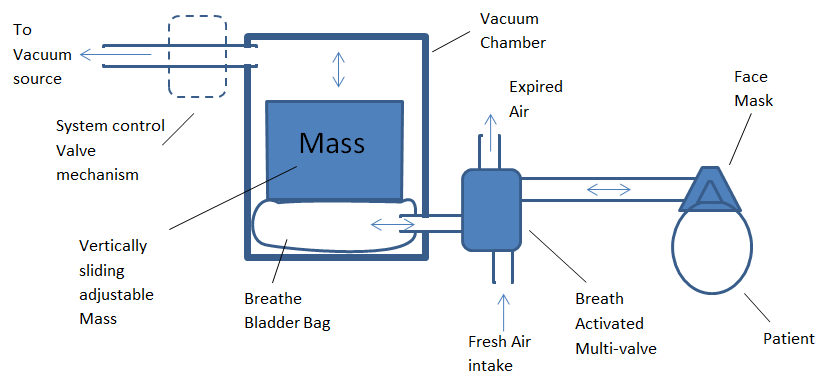 To
Vacuum
source
System control
Valve
mechanism
Vacuum
Chamber
Mass
Expired
Air
Face
Mask
Vertically
sliding
adjustable
Mass
Breathe
Bladder Bag
Fresh Air
intake
Breath
Activated
Multi-valve
Patient